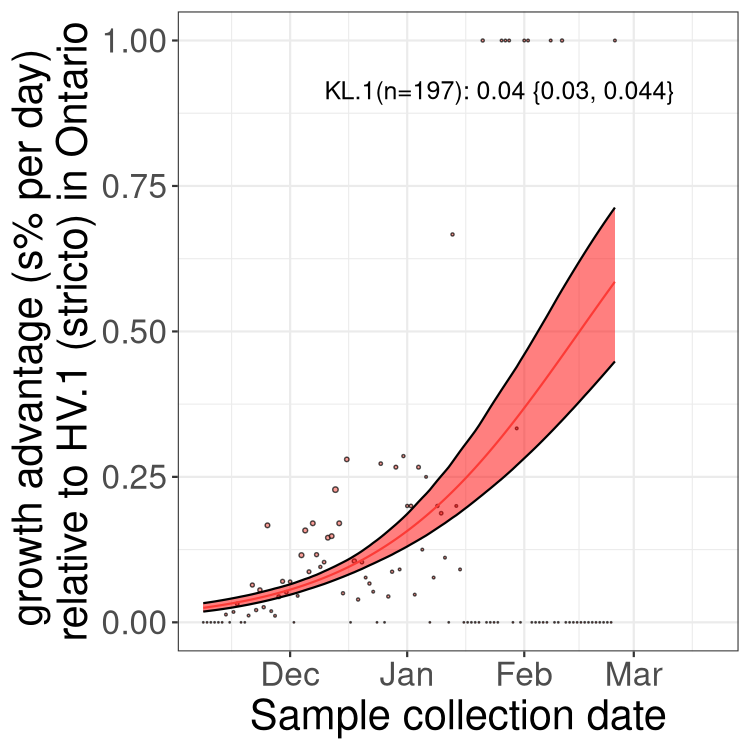 growth advantage (s% per day)
relative to HV.1 (stricto) in Ontario
1.00
0.75
0.50
0.25
0.00
KL.1(n=197): 0.04 {0.03, 0.044}
Dec Jan Feb Mar
Sample collection date